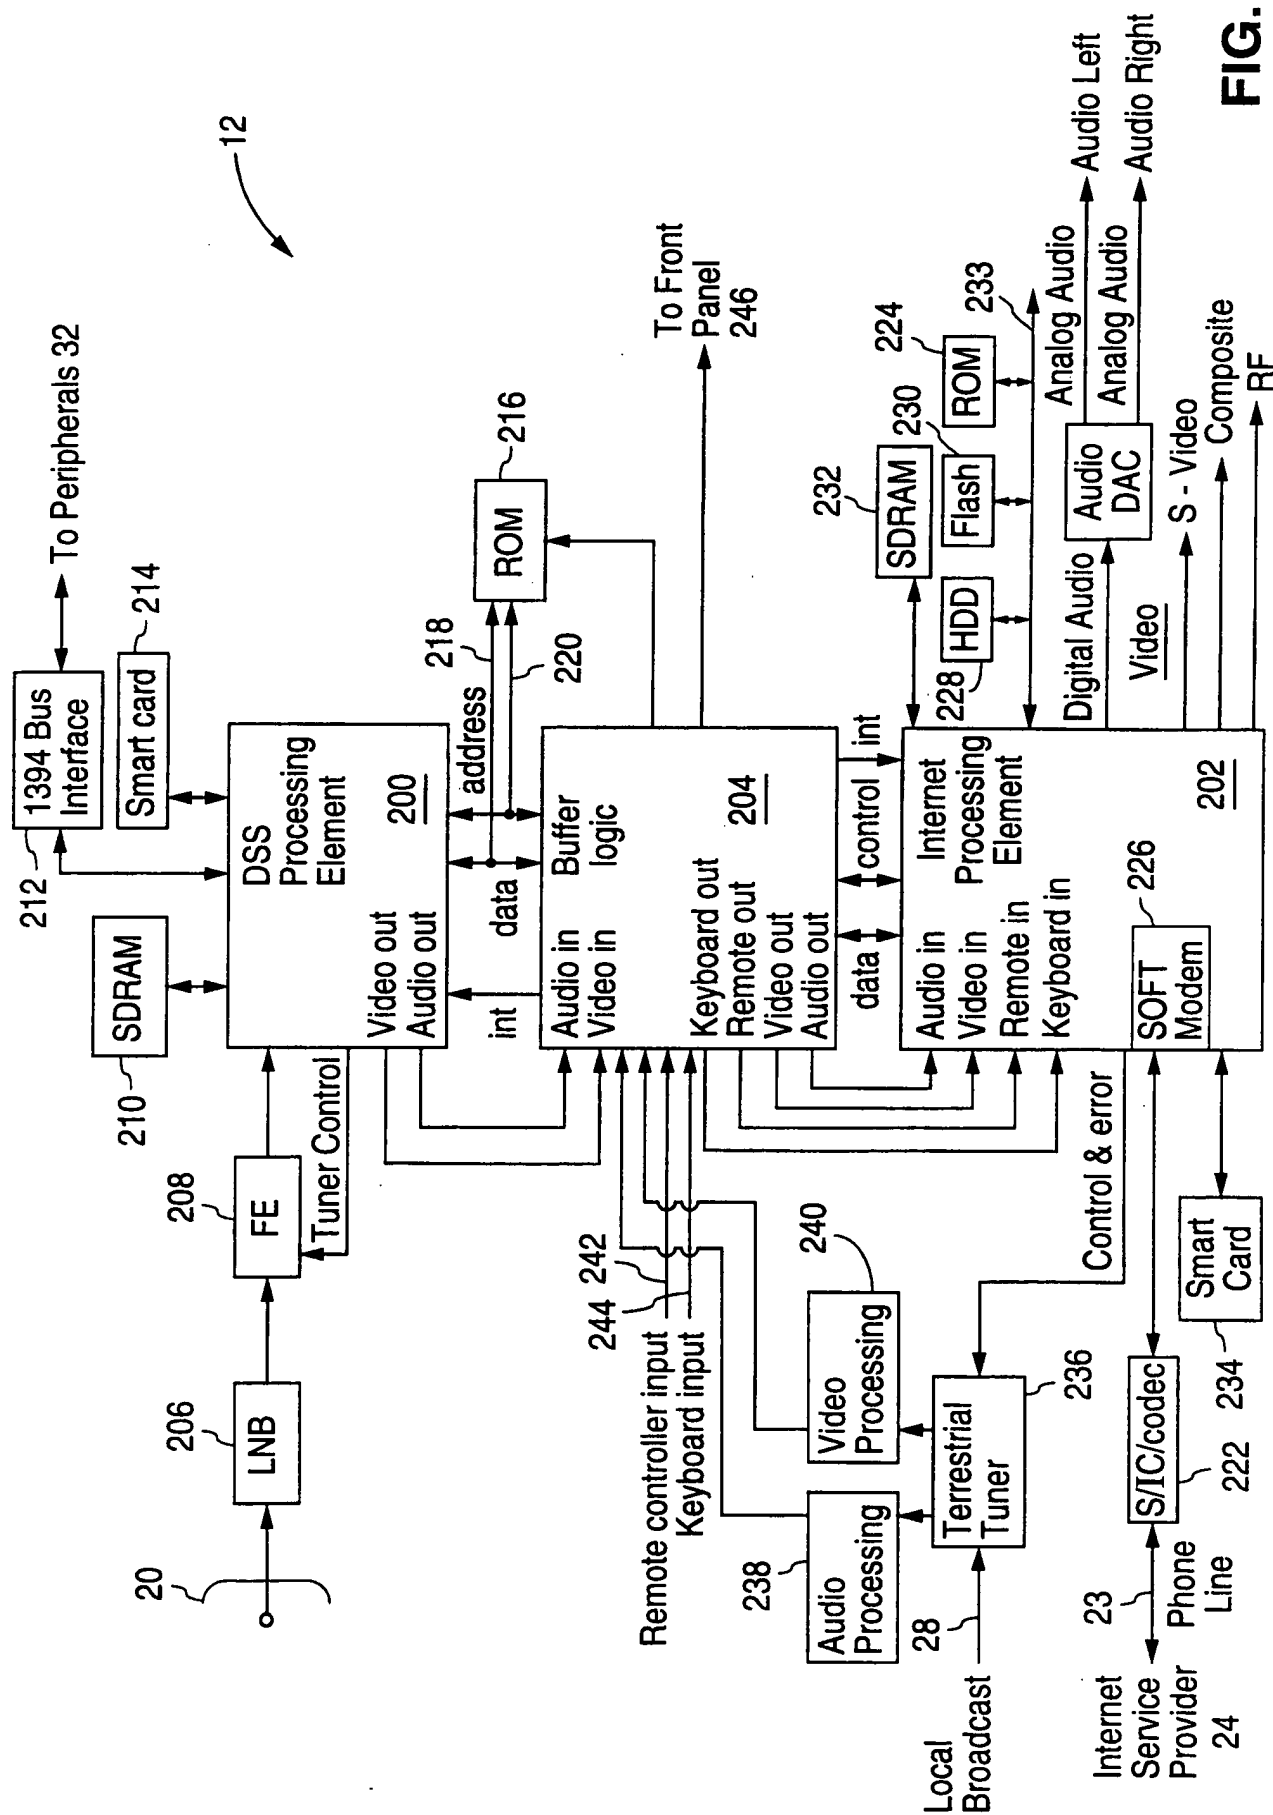 12
20
206
LNB
208
FE
Tuner Control
210
SDRAM
212
1394 Bus
Interface
To Peripherals 32
Smart card
214
DSS
Processing
Element
200
Video out
Audio out
int
data
address
218
220
ROM
216
Buffer
logic
204
Audio in
Video in
Keyboard out
Remote out
Video out
Audio out
To Front
Panel
246
242
244
Remote controller input
Keyboard input
240
Video
Processing
238
Audio
Processing
Terrestrial
Tuner
236
28
Local
Broadcast
Control & error
data
control
int
Internet
Processing
Element
202
Audio in
Video in
Remote in
Keyboard in
226
SOFT
Modem
232
SDRAM
228
HDD
230
Flash
224
ROM
233
Digital Audio
Audio
DAC
Analog Audio
Analog Audio
Audio Left
Audio Right
Video
S - Video
Composite
RF
Smart
Card
234
S/IC/codec
222
23
Phone
Line
Internet
Service
Provider
24
FIG.